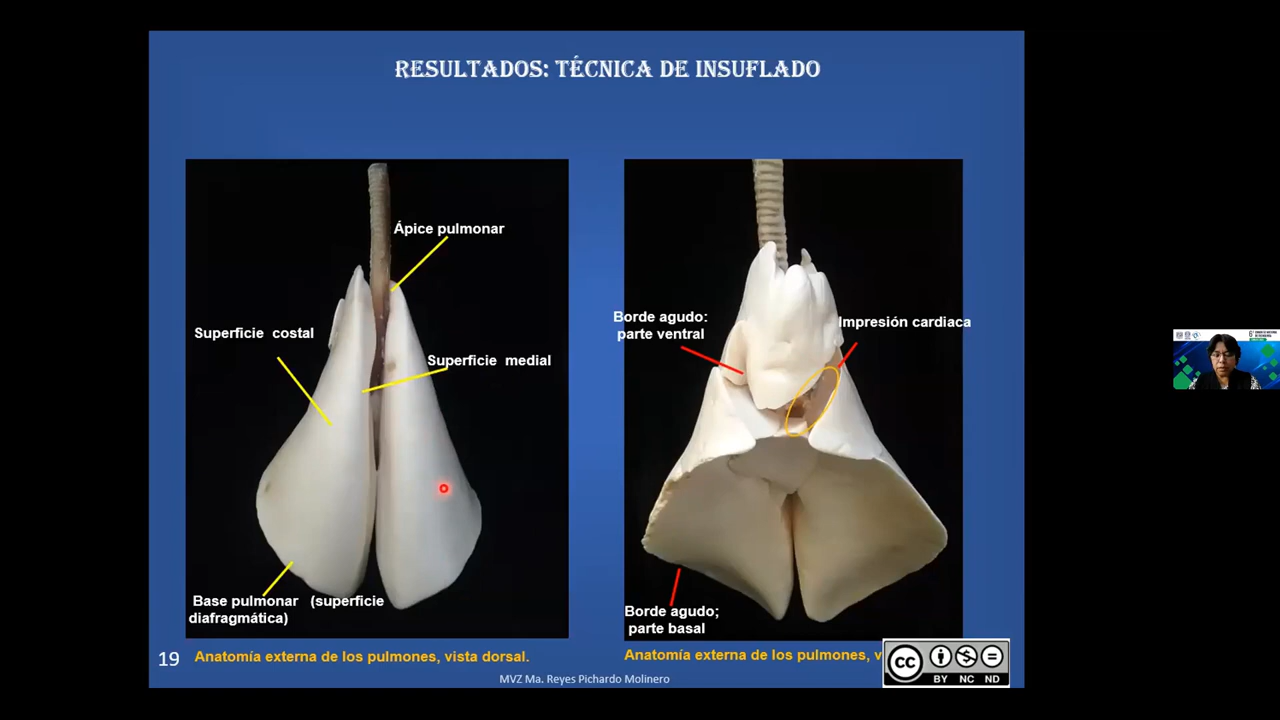 RESULTADOS: TÉCNICA DE INSUFLADO
Ápice pulmonar
Superficie costal
Superficie medial
Base pulmonar (superficie
diafragmática)
Borde agudo:
parte ventral
Impresión cardiaca
Borde agudo;
parte basal
19
Anatomía externa de los pulmones, vista dorsal.
Anatomía externa de los pulmones, v
cc
BY NC ND
MVZ Ma. Reyes Pichardo Molinero